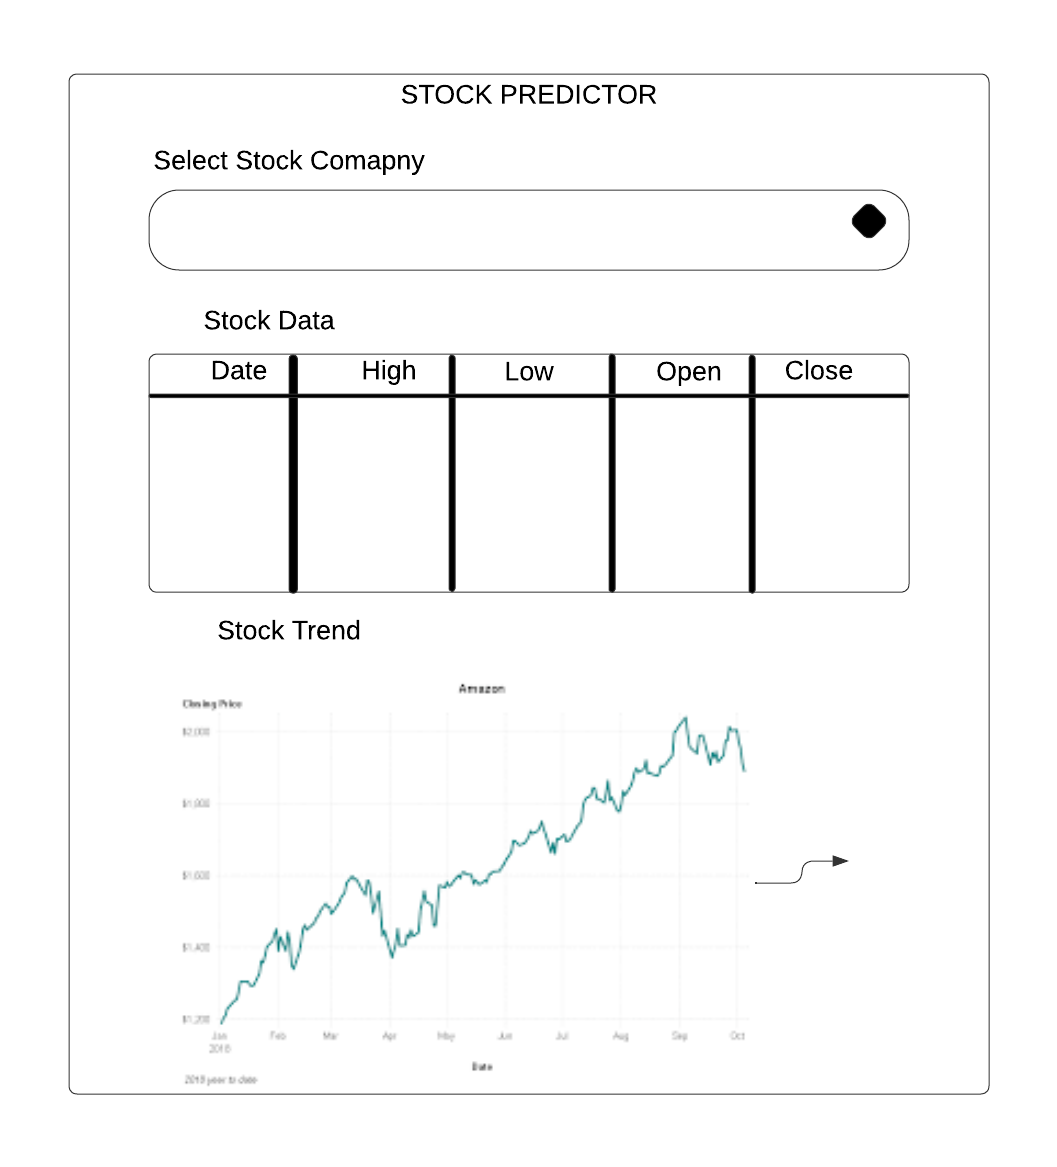 STOCK PREDICTOR
Select Stock Comapny
Stock Data
Date High Low Open Close
Stock Trend
Amazon
Closing Price
$2,000
$1,800
$1,600
$1,400
$1,200
Jan Feb Mar Apr May Jun Jul Aug Sep Oct
2018
Date
2018 year to date